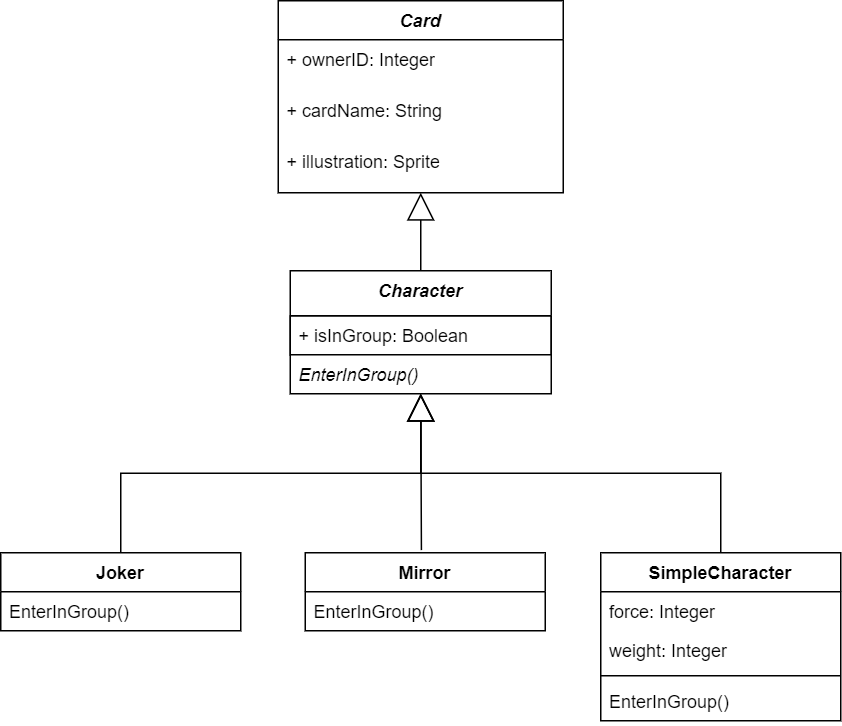 Card
+ ownerID: Integer
+ cardName: String
+ illustration: Sprite
Character
+ isInGroup: Boolean
EnterInGroup()
Joker
EnterInGroup()
Mirror
EnterInGroup()
SimpleCharacter
force: Integer
weight: Integer
EnterInGroup()